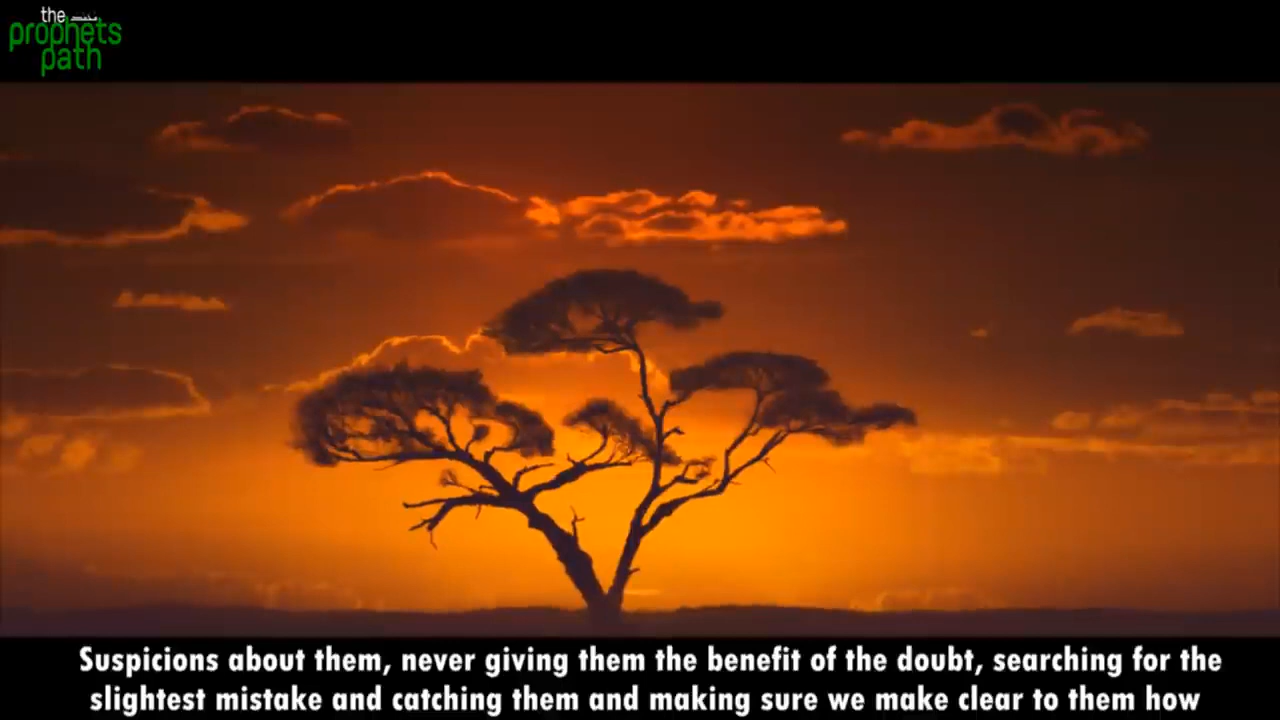 the
prophets
path
Suspicions about them, never giving them the benefit of the doubt, searching for the
slightest mistake and catching them and making sure we make clear to them how